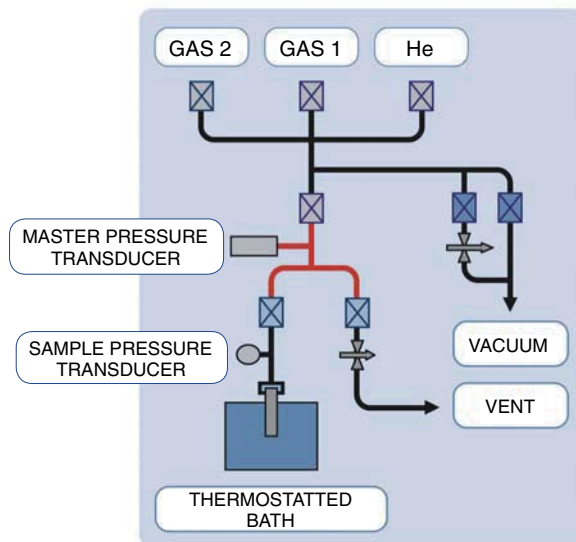 GAS 2
GAS 1
He
MASTER PRESSURE
TRANSDUCER
SAMPLE PRESSURE
TRANSDUCER
VACUUM
VENT
THERMOSTATTED
BATH